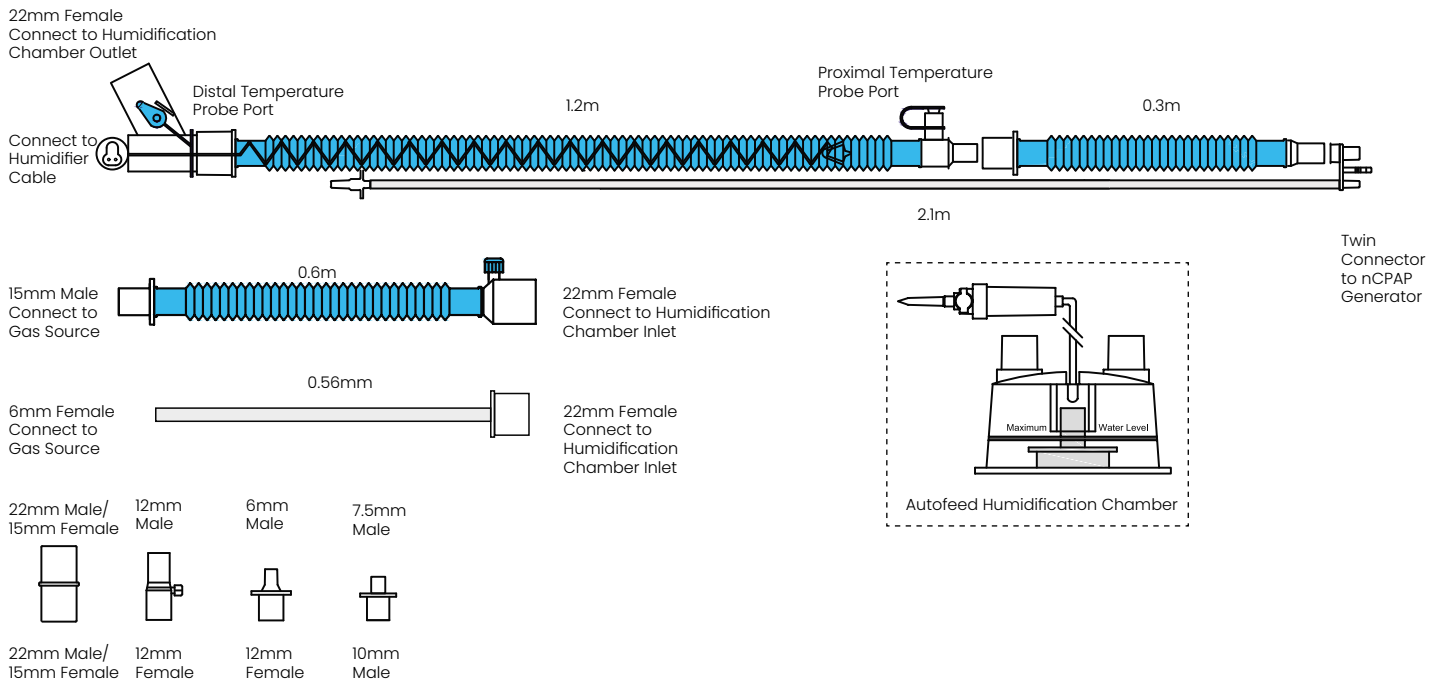 22mm Female
Connect to Humidification
Chamber Outlet
Distal Temperature
Probe Port
1.2m
Proximal Temperature
Probe Port
0.3m
Connect to
Humidifier
Cable
2.1m
Twin
Connector
to nCPAP
Generator
0.6m
15mm Male
Connect to
Gas Source
22mm Female
Connect to Humidification
Chamber Inlet
0.56mm
6mm Female
Connect to
Gas Source
22mm Female
Connect to
Humidification
Chamber Inlet
Maximum
Water Level
Autofeed Humidification Chamber
22mm Male/
15mm Female
12mm
Male
6mm
Male
7.5mm
Male
22mm Male/
15mm Female
12mm
Female
12mm
Female
10mm
Male